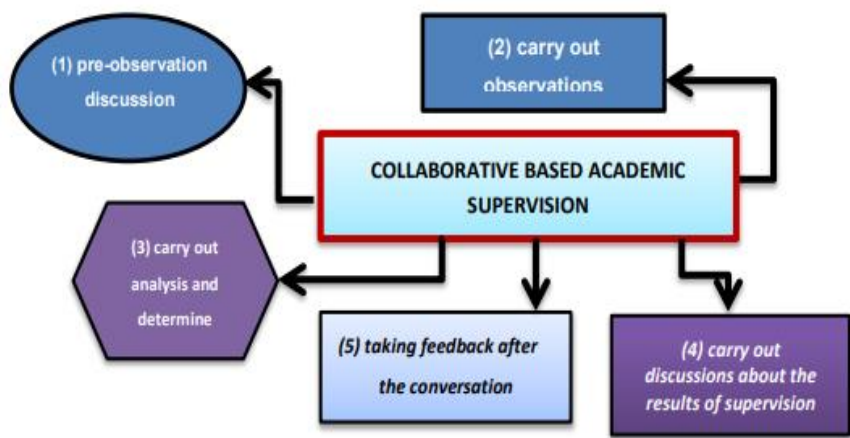 (1) pre-observation
discussion
(2) carry out
observations
COLLABORATIVE BASED ACADEMIC
SUPERVISION
(3) carry out
analysis and
determine
(5) taking feedback after
the conversation
(4) carry out
discussions about the
results of supervision